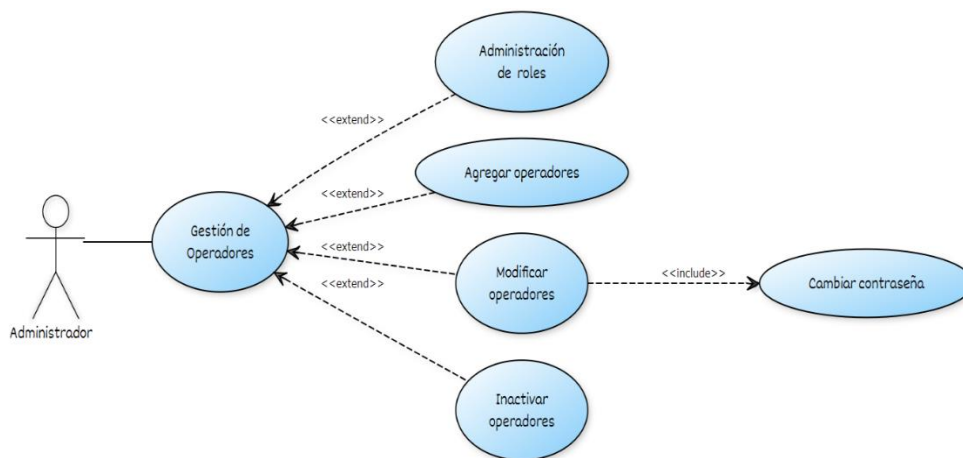 Administración
de roles
<<extend>>
Agregar operadores
<<extend>>
Gestión de
Operadores
<<extend>>
Modificar
operadores
<<include>>
Cambiar contraseña
<<extend>>
Administrador
Inactivar
operadores